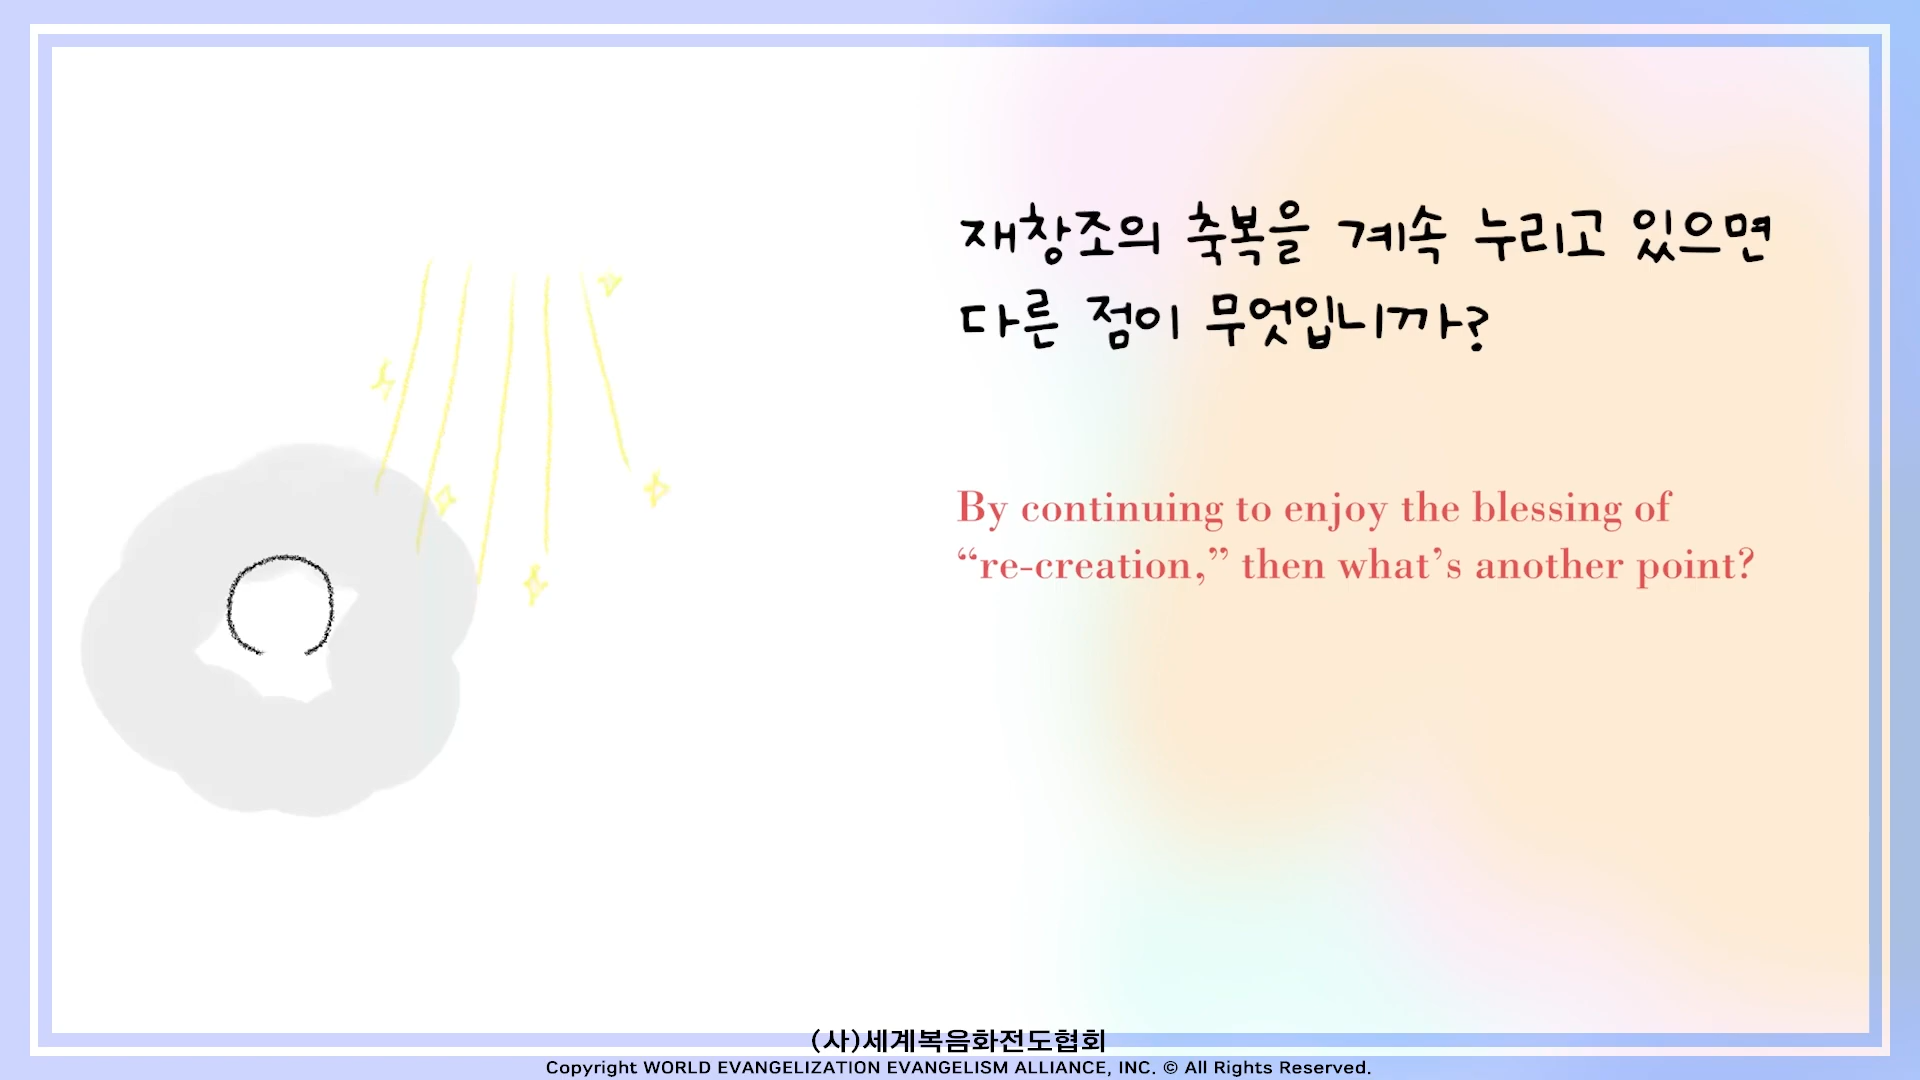 재창조의 축복을 계속 누리고 있으면
다른 점이 무엇입니까?
By continuing to enjoy the blessing of
“re-creation,” then what’s another point?
(사)세계복음화전도협회
Copyright WORLD EVANGELIZATION EVANGELISM ALLIANCE, INC. © All Rights Reserved.